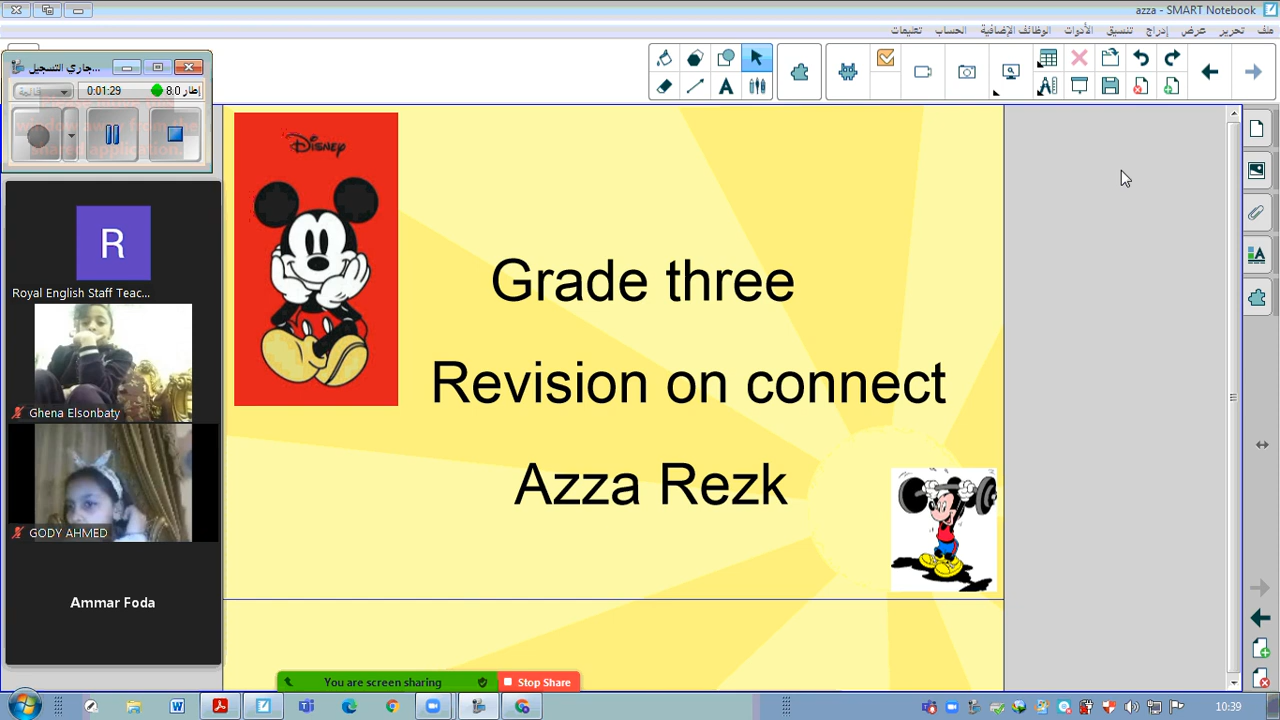 azza - SMART Notebook
ملف تحرير عرض إدراج تنسيق الأدوات الوظائف الإضافية الحساب تعليمات
جاري التسجيل...
0:01:29
إطار 8.0
DISNEY
R
Royal English Staff Teac...
Ghena Elsonbaty
GODY AHMED
Ammar Foda
Grade three
Revision on connect
Azza Rezk
You are screen sharing
Stop Share
10:39